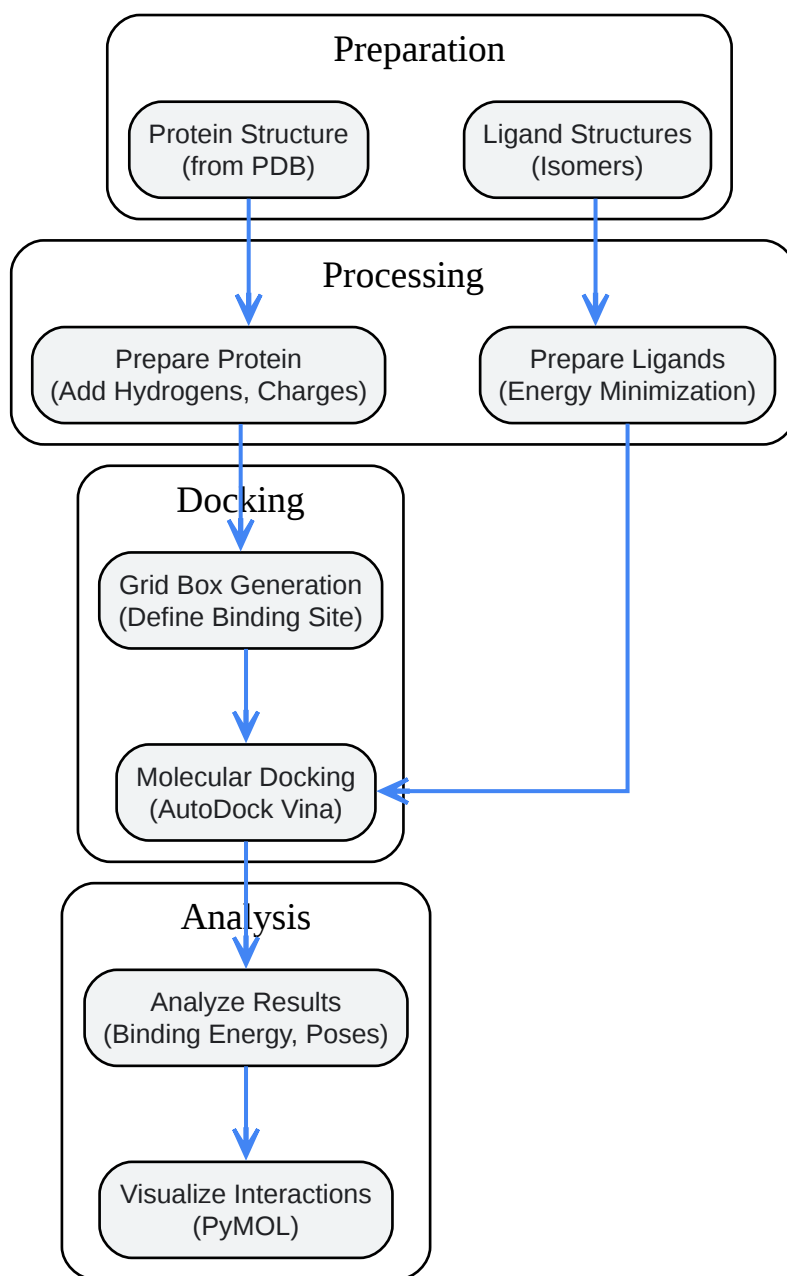 Preparation
Protein Structure
(from PDB)
Ligand Structures
(Isomers)
Processing
Prepare Protein
(Add Hydrogens, Charges)
Prepare Ligands
(Energy Minimization)
Docking
Grid Box Generation
(Define Binding Site)
Molecular Docking
(AutoDock Vina)
Analysis
Analyze Results
(Binding Energy, Poses)
Visualize Interactions
(PyMOL)